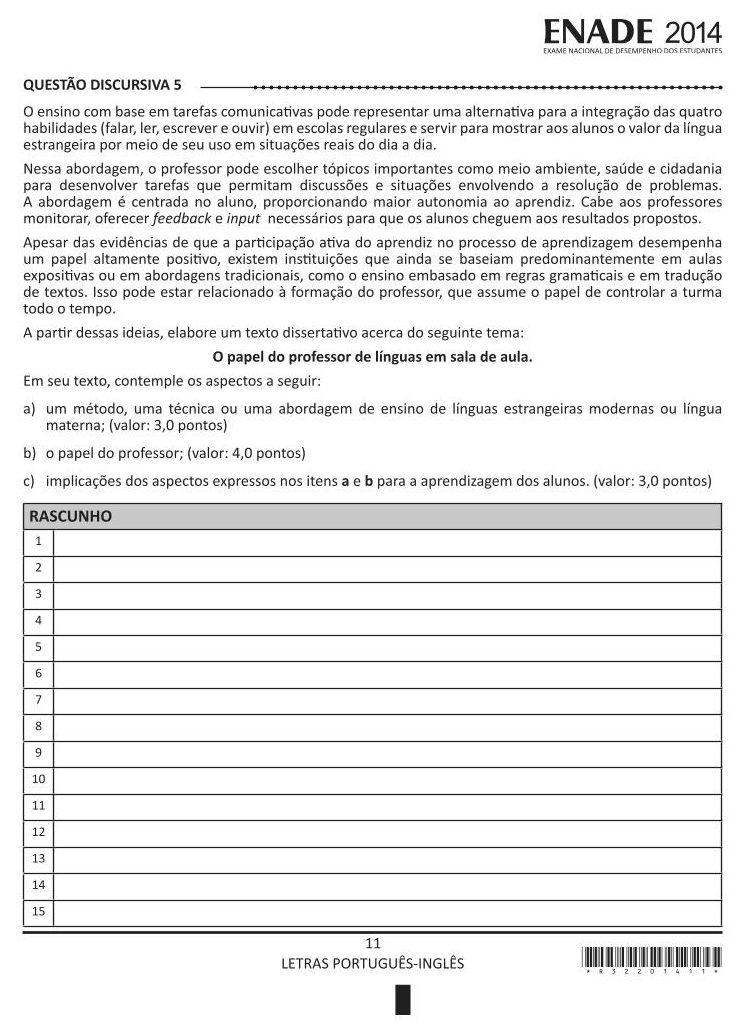 ENADE 2014
EXAME NACIONAL DE DESEMPENHO DOS ESTUDANTES
QUESTÃO DISCURSIVA 5
O ensino com base em tarefas comunicativas pode representar uma alternativa para a integração das quatro
habilidades (falar, ler, escrever e ouvir) em escolas regulares e servir para mostrar aos alunos o valor da língua
estrangeira por meio de seu uso em situações reais do dia a dia.
Nessa abordagem, o professor pode escolher tópicos importantes como meio ambiente, saúde e cidadania
para desenvolver tarefas que permitam discussões e situações envolvendo a resolução de problemas.
A abordagem é centrada no aluno, proporcionando maior autonomia ao aprendiz. Cabe aos professores
monitorar, oferecer feedback e input necessários para que os alunos cheguem aos resultados propostos.
Apesar das evidências de que a participação ativa do aprendiz no processo de aprendizagem desempenha
um papel altamente positivo, existem instituições que ainda se baseiam predominantemente em aulas
expositivas ou em abordagens tradicionais, como o ensino embasado em regras gramaticais e em tradução
de textos. Isso pode estar relacionado à formação do professor, que assume o papel de controlar a turma
todo o tempo.
A partir dessas ideias, elabore um texto dissertativo acerca do seguinte tema:
O papel do professor de línguas em sala de aula.
Em seu texto, contemple os aspectos a seguir:
a) um método, uma técnica ou uma abordagem de ensino de línguas estrangeiras modernas ou língua
materna; (valor: 3,0 pontos)
b) o papel do professor; (valor: 4,0 pontos)
c) implicações dos aspectos expressos nos itens a e b para a aprendizagem dos alunos. (valor: 3,0 pontos)
RASCUNHO
1
2
3
4
5
6
7
8
9
10
11
12
13
14
15
11
LETRAS PORTUGUÊS-INGLÊS
* R 3 2 2 0 1 4 1 1 *